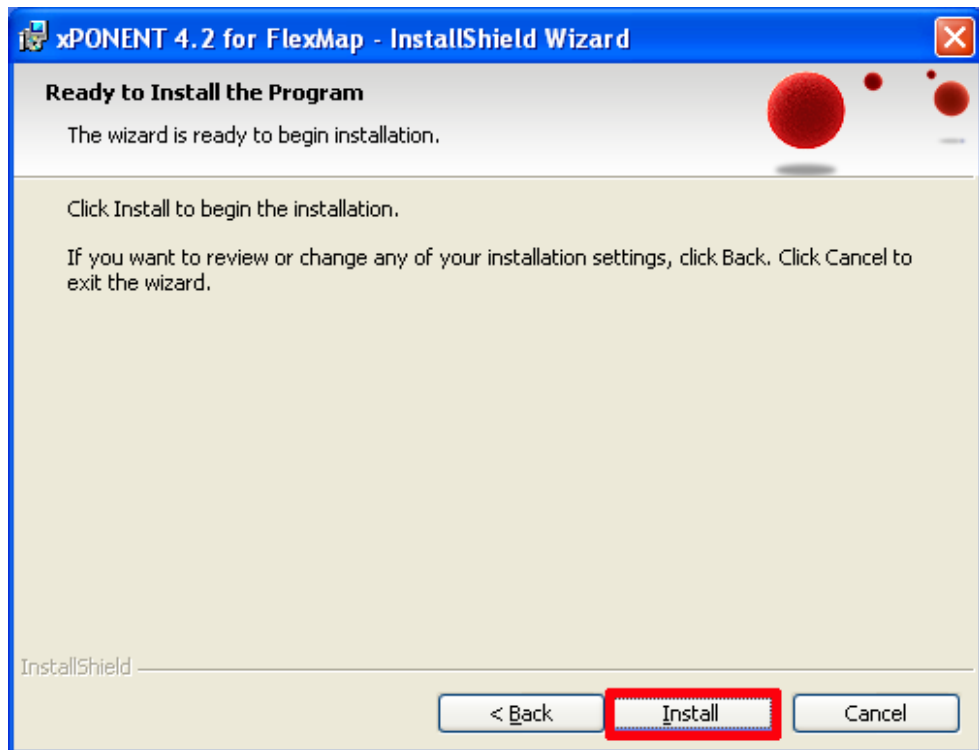 xPONENT 4.2 for FlexMap - InstallShield Wizard
Ready to Install the Program
The wizard is ready to begin installation.
Click Install to begin the installation.
If you want to review or change any of your installation settings, click Back. Click Cancel to
exit the wizard.
InstallShield
< Back Install Cancel